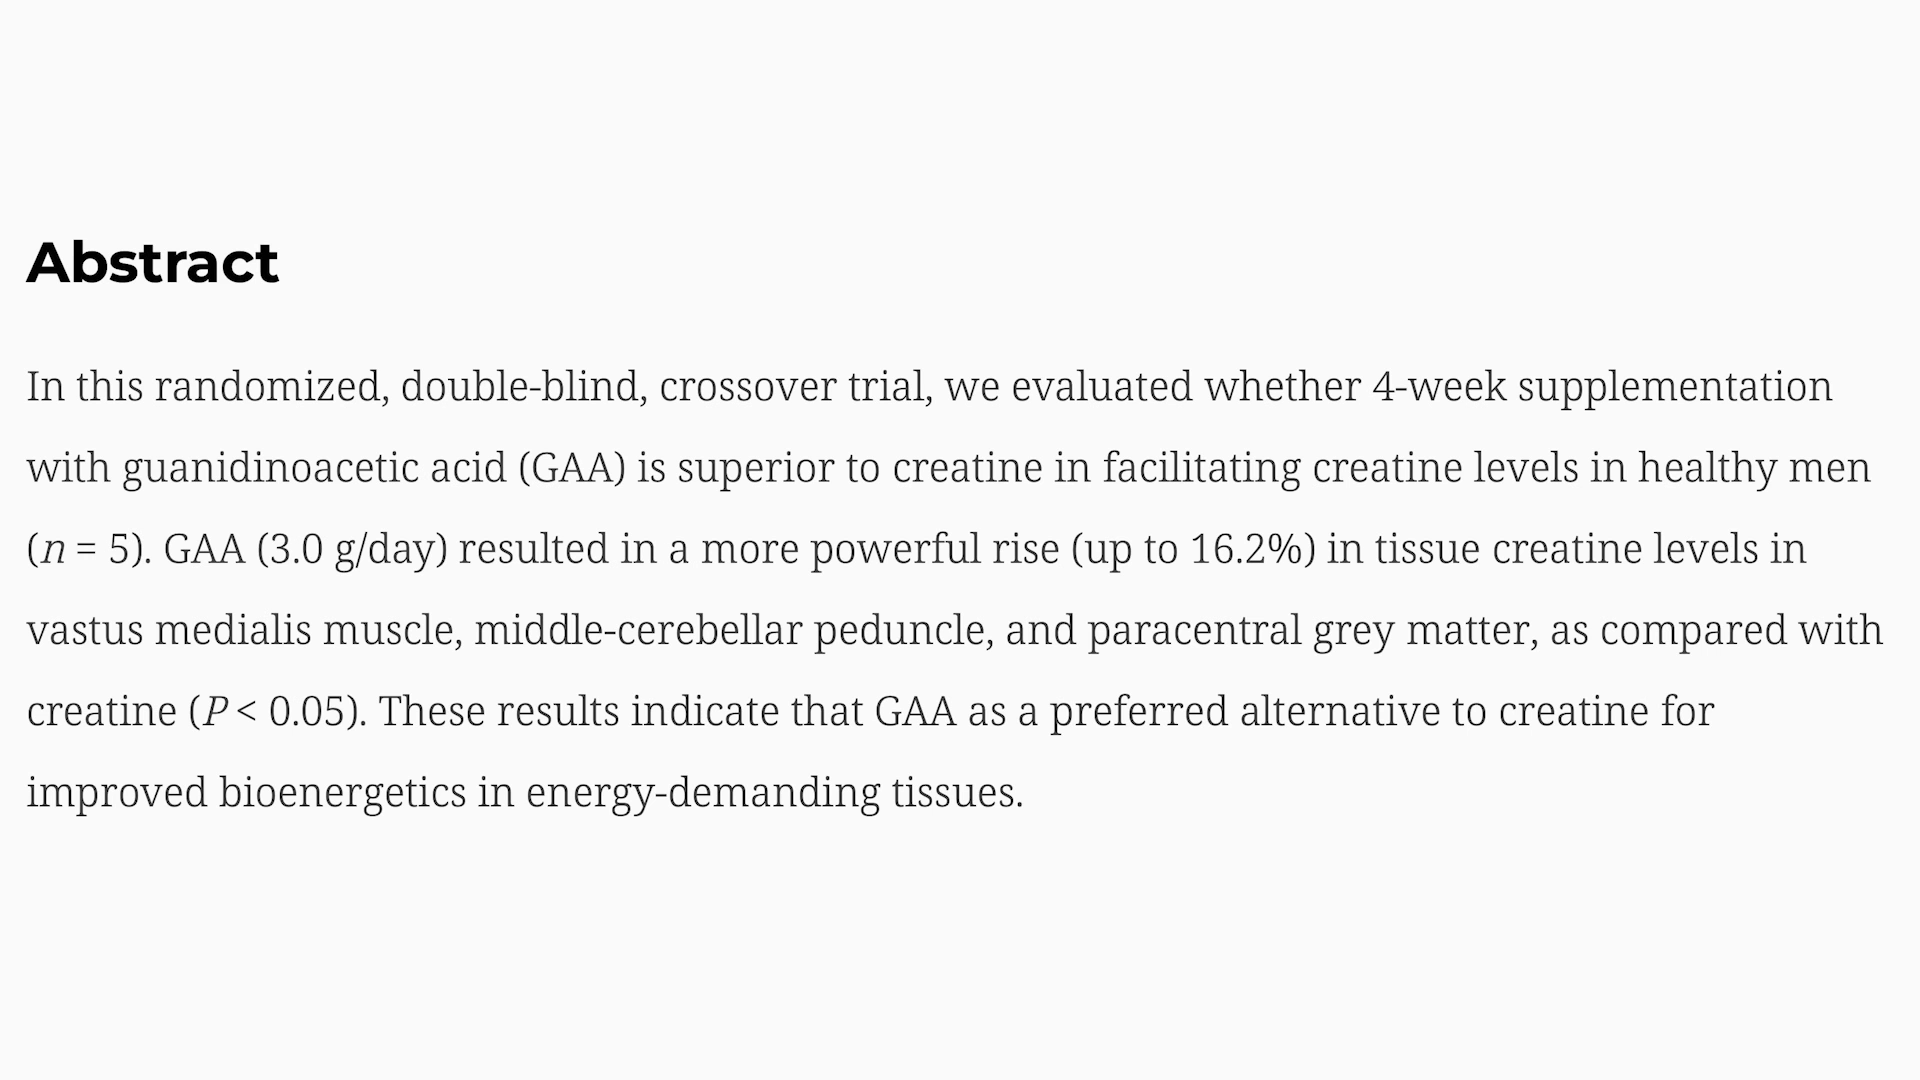 Abstract
In this randomized, double-blind, crossover trial, we evaluated whether 4-week supplementation
with guanidinoacetic acid (GAA) is superior to creatine in facilitating creatine levels in healthy men
(n = 5). GAA (3.0 g/day) resulted in a more powerful rise (up to 16.2%) in tissue creatine levels in
vastus medialis muscle, middle-cerebellar peduncle, and paracentral grey matter, as compared with
creatine (P < 0.05). These results indicate that GAA as a preferred alternative to creatine for
improved bioenergetics in energy-demanding tissues.